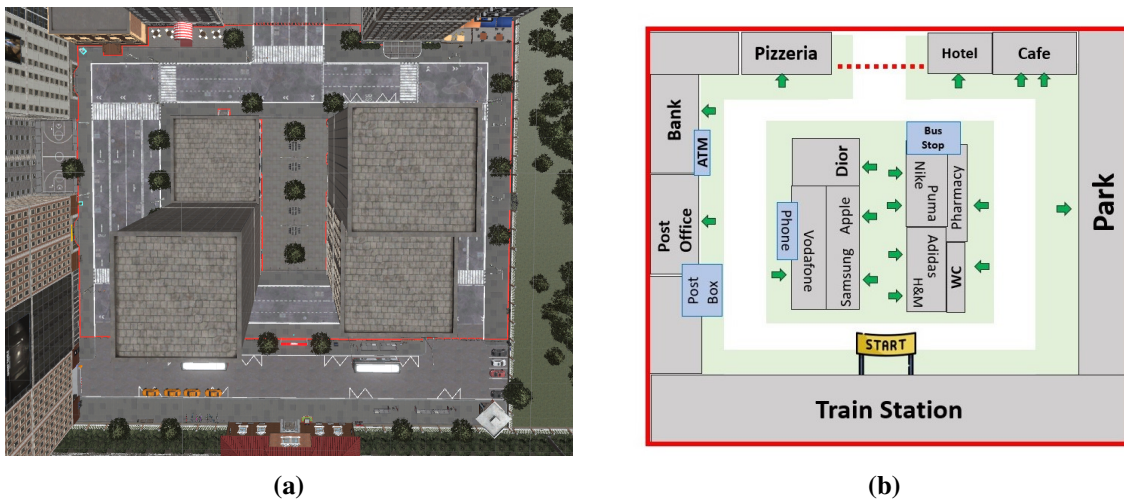 Pizzeria
Hotel
Cafe
Bank
ATM
Bus
Stop
Dior
Nike
Puma
Pharmacy
Post
Office
Phone
Vodafone
Apple
Samsung
Adidas
H&M
WC
Park
Post
Box
START
Train Station
(a)
(b)